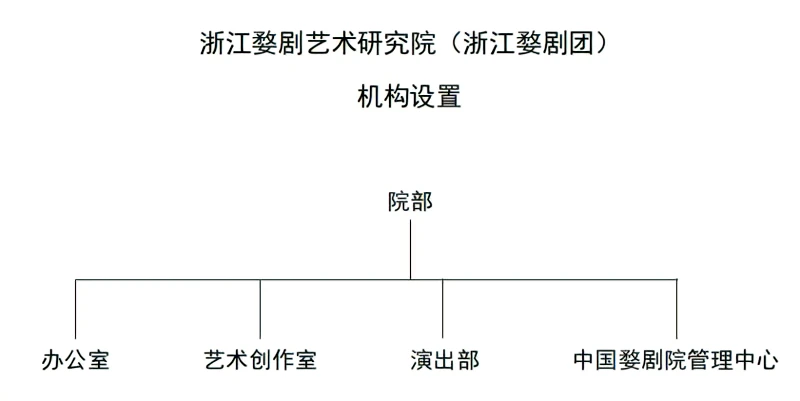 浙江婺剧艺术研究院（浙江婺剧团）
机构设置
院部
办公室
艺术创作室
演出部
中国婺剧院管理中心